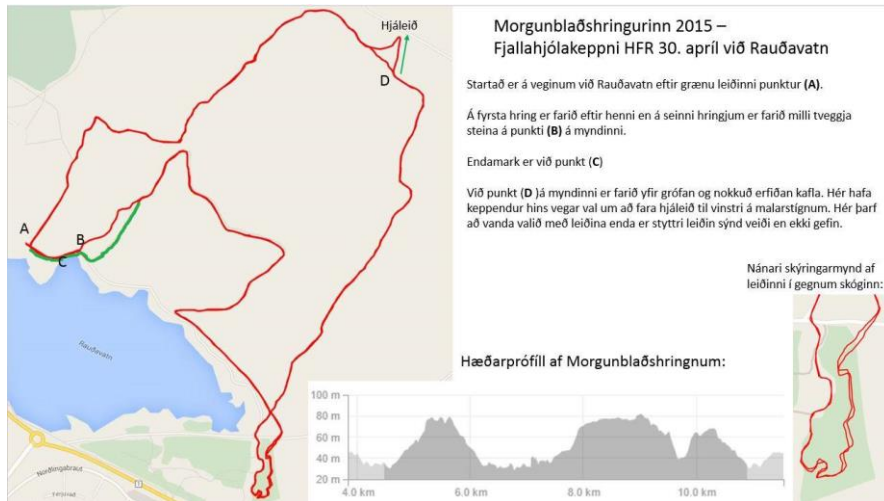 Morgunblaðshringurinn 2015 –
Fjallahjólakeppni HFR 30. apríl við Rauðavatn
Startað er á veginum við Rauðavatn eftir grænu leiðinni punktur (A).
Á fyrsta hring er farið eftir henni en á seinni hringjum er farið milli tveggja
steina á punkti (B) á myndinni.
Endamark er við punkt (C)
Við punkt (D )á myndinni er farið yfir grófan og nokkuð erfiðan kafla. Hér hafa
keppendur hins vegar val um að fara hjáleið til vinstri á malarstígnum. Hér þarf
að vanda valið með leiðina enda er styttri leiðin sýnd veiði en ekki gefin.
Nánari skýringarmynd af
leiðinni í gegnum skóginn:
Hjáleið
D
A
B
C
Rauðavatn
Norðlingabraut
1
Hæðarprófíll af Morgunblaðshringnum:
100 m
80 m
60 m
40 m
20 m
4.0 km
6.0 km
8.0 km
10.0 km